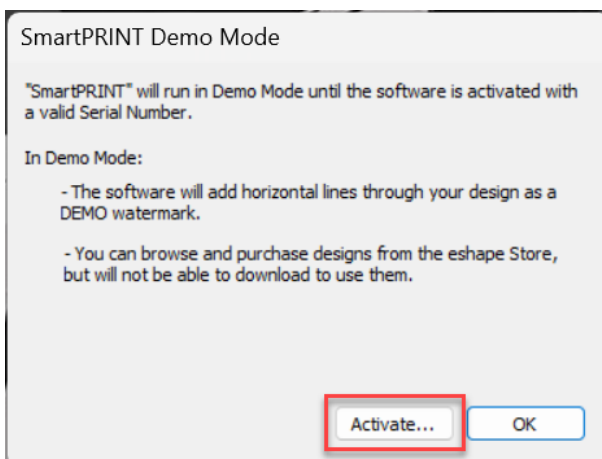 SmartPRINT Demo Mode
"SmartPRINT" will run in Demo Mode until the software is activated with
a valid Serial Number.
In Demo Mode:
- The software will add horizontal lines through your design as a
DEMO watermark.
- You can browse and purchase designs from the eshape Store,
but will not be able to download to use them.
Activate... OK